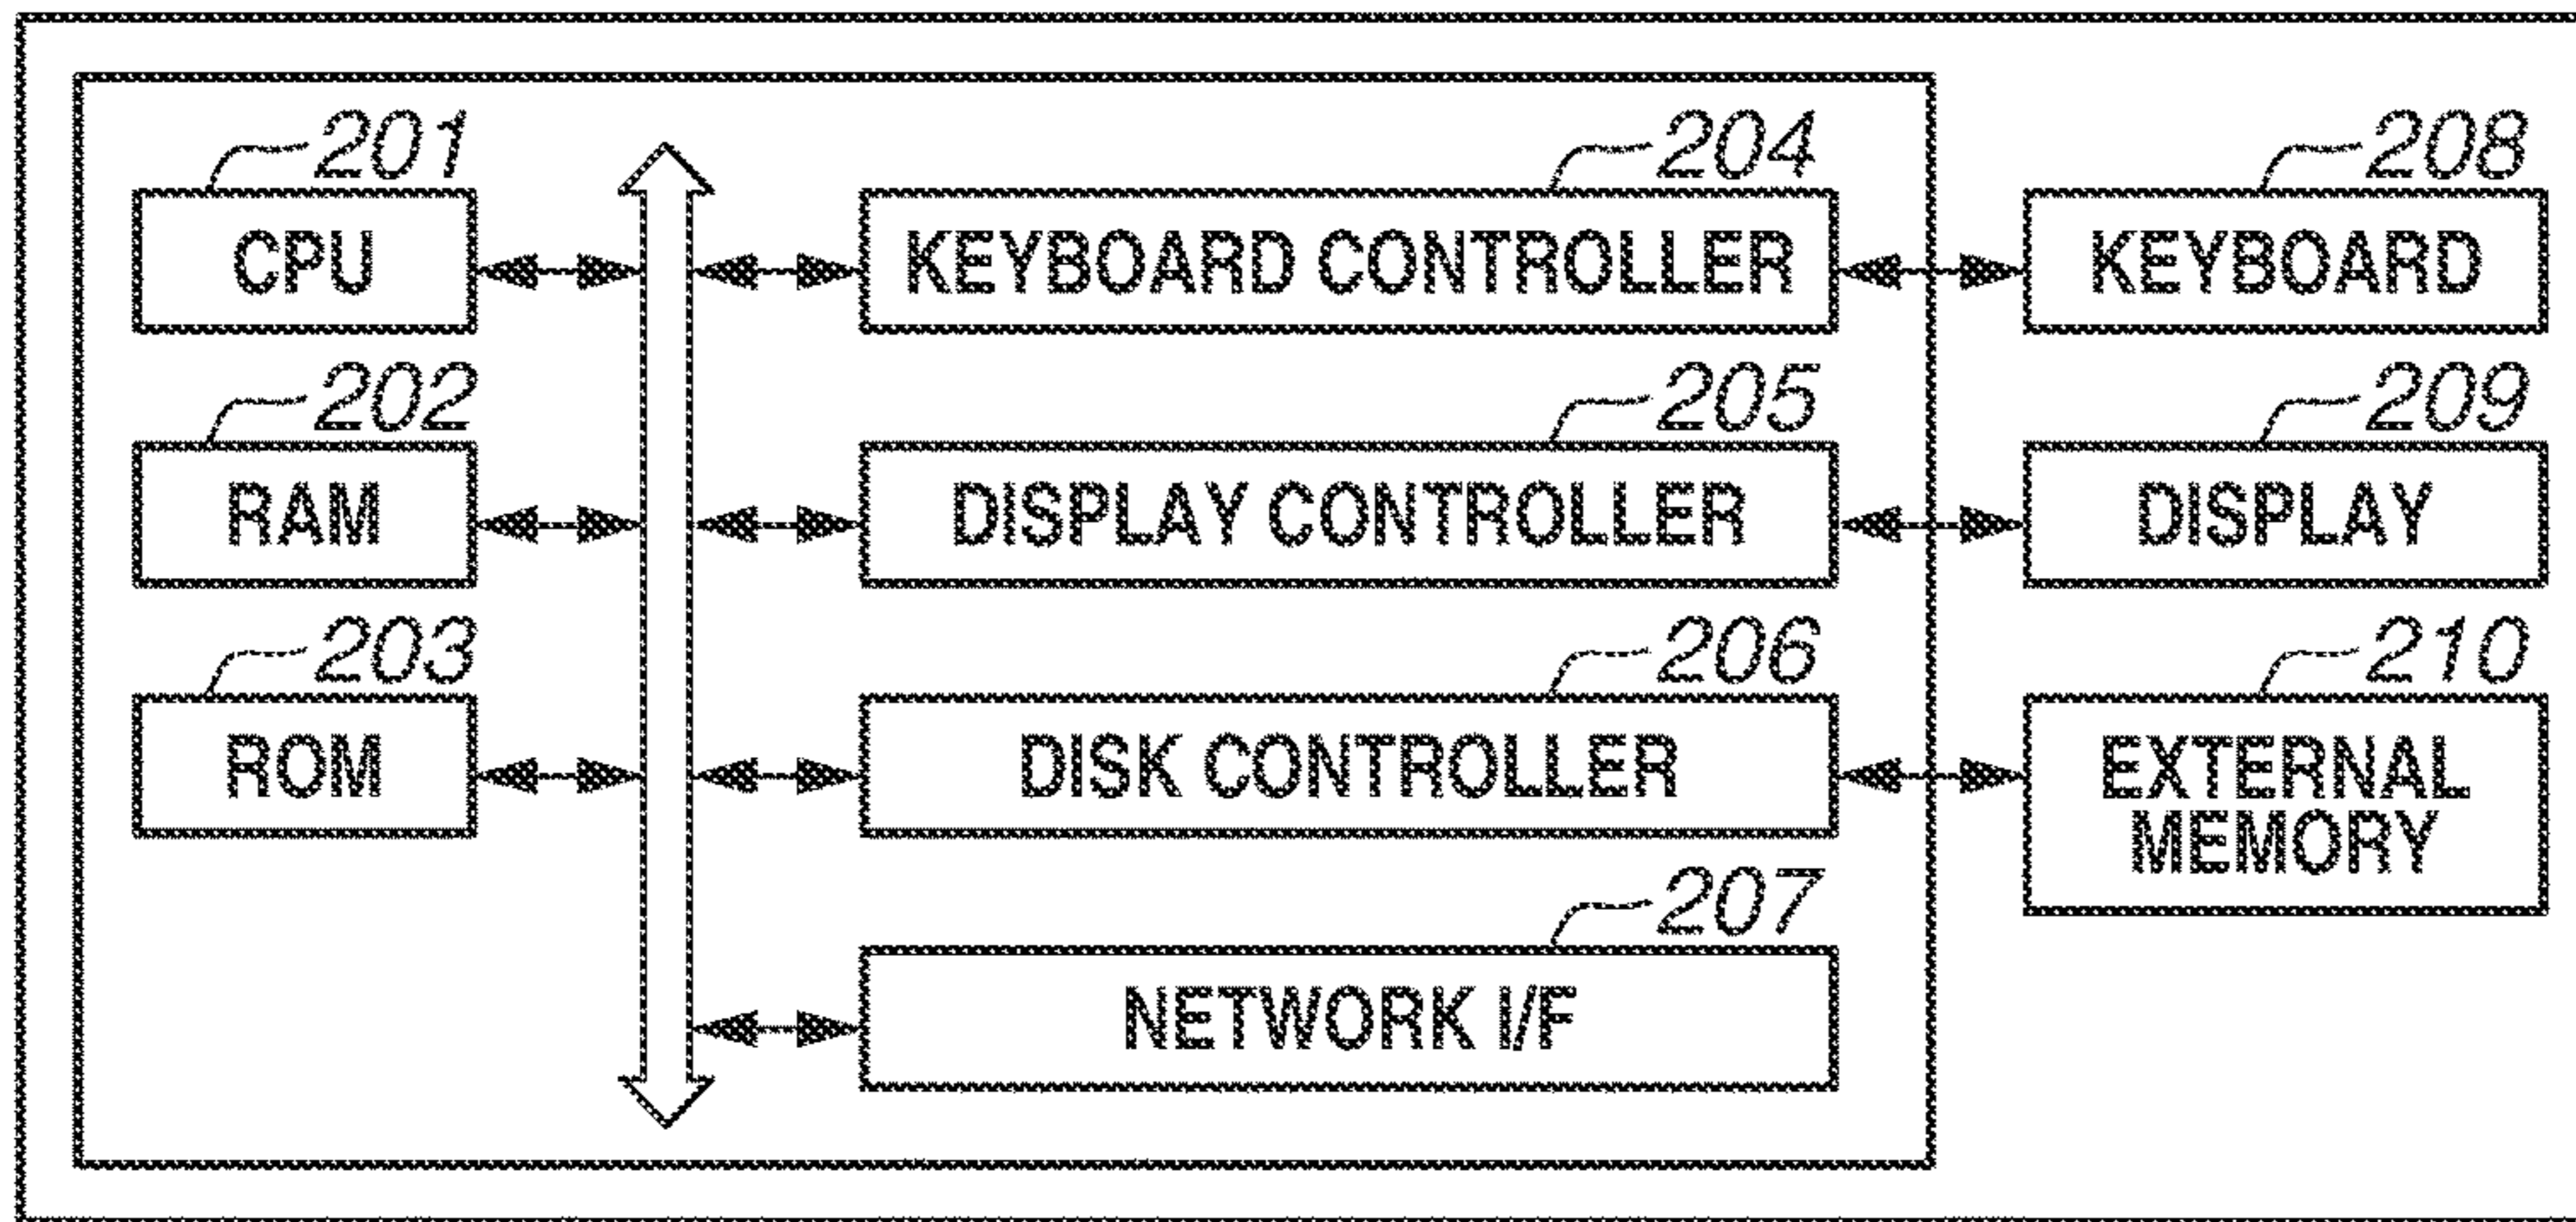 201
CPU
204
KEYBOARD CONTROLLER
208
KEYBOARD
202
RAM
205
DISPLAY CONTROLLER
209
DISPLAY
203
ROM
206
DISK CONTROLLER
210
EXTERNAL
MEMORY
207
NETWORK I/F